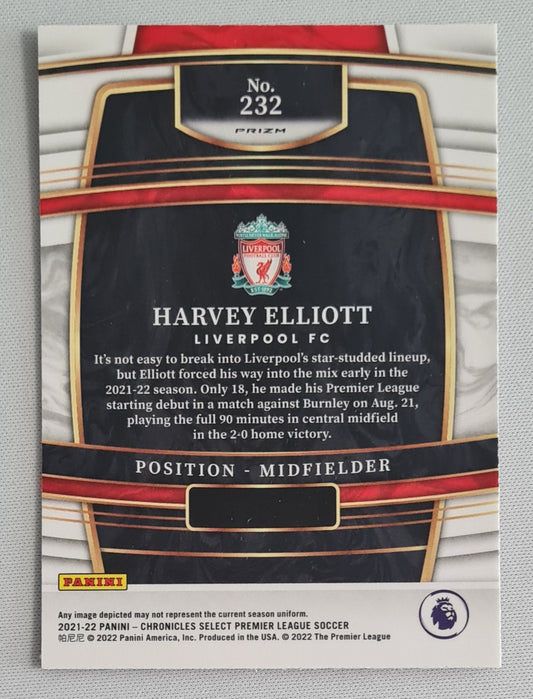 No.
232
PRIZM
LIVERPOOL
FOOTBALL CLUB
EST·1892
HARVEY ELLIOTT
LIVERPOOL FC
It's not easy to break into Liverpool's star-studded lineup,
but Elliott forced his way into the mix early in the
2021-22 season. Only 18, he made his Premier League
starting debut in a match against Burnley on Aug. 21,
playing the full 90 minutes in central midfield
in the 2-0 home victory.
POSITION - MIDFIELDER
PANINI
Any image depicted may not represent the current season uniform.
2021-22 PANINI – CHRONICLES SELECT PREMIER LEAGUE SOCCER
帕尼尼 © 2022 Panini America, Inc. Produced in the USA. © 2022 The Premier League